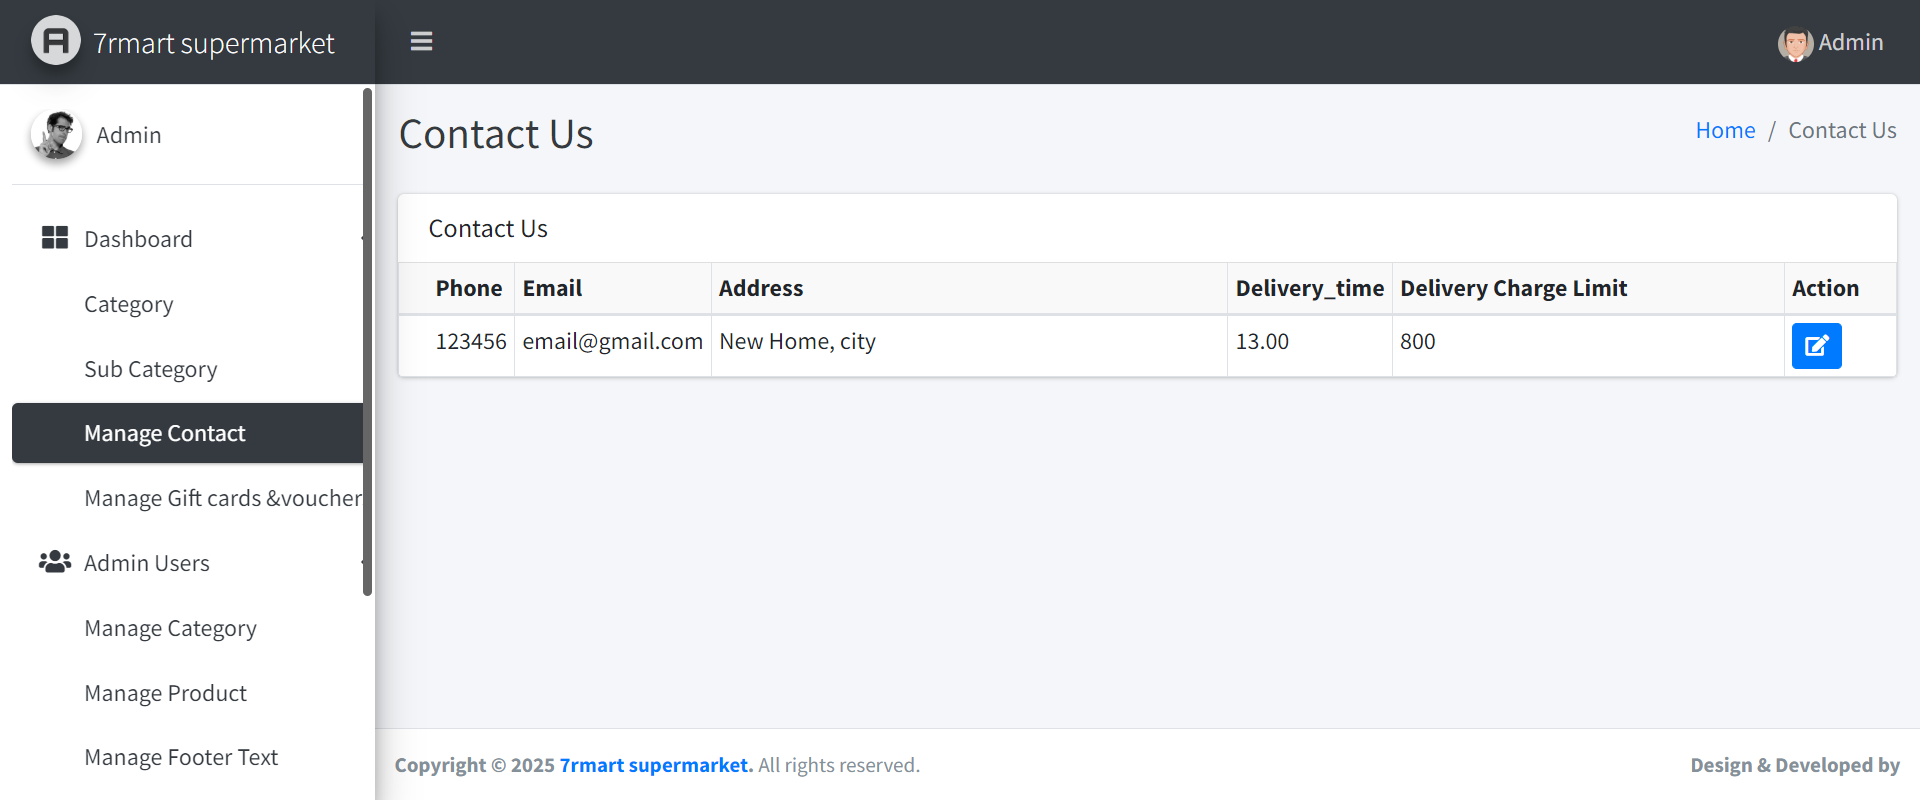 7rmart supermarket
Admin
Admin
Dashboard
Category
Sub Category
Manage Contact
Manage Gift cards &voucher
Admin Users
Manage Category
Manage Product
Manage Footer Text
Contact Us
Home / Contact Us
Contact Us
Phone Email Address Delivery_time Delivery Charge Limit Action
123456 email@gmail.com New Home, city 13.00 800
Copyright © 2025 7rmart supermarket. All rights reserved.
Design & Developed by